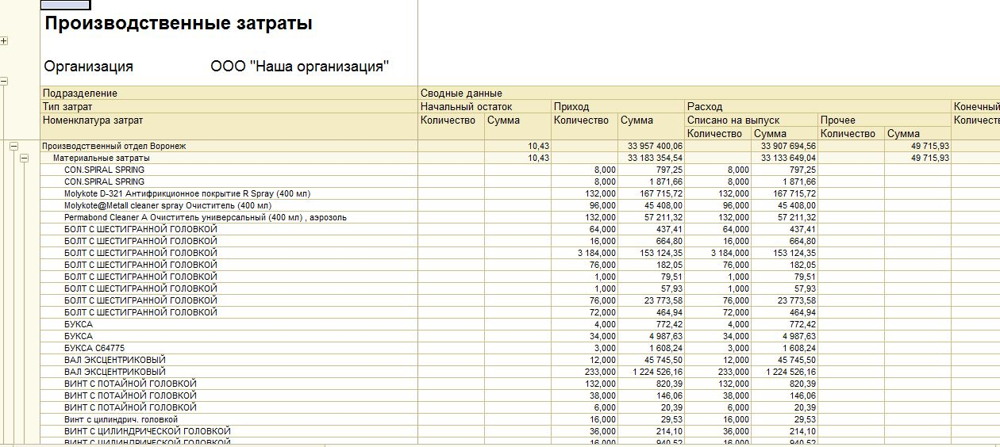 Производственные затраты
Организация ООО "Наша организация"
Подразделение Сводные данные
Тип затрат Начальный остаток Приход Расход Конечный
Номенклатура затрат Количество Сумма Количество Сумма Списано на выпуск Прочее
Количество Сумма Количество Сумма
Производственный отдел Воронеж 10,43 33 957 400,06 33 907 694,56 49 715,93
Материальные затраты 10,43 33 183 354,54 33 133 649,04 49 715,93
CON.SPIRAL SPRING 8,000 797,25 8,000 797,25
CON.SPIRAL SPRING 8,000 1 871,66 8,000 1 871,66
Molykote D-321 Антифрикционное покрытие R Spray (400 мл) 132,000 167 715,72 132,000 167 715,72
Molykote@Metall cleaner spray Очиститель (400 мл) 96,000 45 408,00 96,000 45 408,00
Permabond Cleaner A Очиститель универсальный (400 мл) , аэрозоль 132,000 57 211,32 132,000 57 211,32
БОЛТ С ШЕСТИГРАННОЙ ГОЛОВКОЙ 64,000 437,41 64,000 437,41
БОЛТ С ШЕСТИГРАННОЙ ГОЛОВКОЙ 16,000 664,80 16,000 664,80
БОЛТ С ШЕСТИГРАННОЙ ГОЛОВКОЙ 3 184,000 153 124,35 3 184,000 153 124,35
БОЛТ С ШЕСТИГРАННОЙ ГОЛОВКОЙ 76,000 182,05 76,000 182,05
БОЛТ С ШЕСТИГРАННОЙ ГОЛОВКОЙ 1,000 79,51 1,000 79,51
БОЛТ С ШЕСТИГРАННОЙ ГОЛОВКОЙ 1,000 57,93 1,000 57,93
БОЛТ С ШЕСТИГРАННОЙ ГОЛОВКОЙ 76,000 23 773,58 76,000 23 773,58
БОЛТ С ШЕСТИГРАННОЙ ГОЛОВКОЙ 72,000 464,94 72,000 464,94
БУКСА 4,000 772,42 4,000 772,42
БУКСА 34,000 4 987,63 34,000 4 987,63
БУКСА C64775 3,000 1 608,24 3,000 1 608,24
ВАЛ ЭКСЦЕНТРИКОВЫЙ 12,000 45 745,50 12,000 45 745,50
ВАЛ ЭКСЦЕНТРИКОВЫЙ 233,000 1 224 526,16 233,000 1 224 526,16
ВИНТ С ПОТАЙНОЙ ГОЛОВКОЙ 132,000 820,39 132,000 820,39
ВИНТ С ПОТАЙНОЙ ГОЛОВКОЙ 38,000 146,06 38,000 146,06
ВИНТ С ПОТАЙНОЙ ГОЛОВКОЙ 6,000 20,39 6,000 20,39
Винт с цилиндрич. головкой 16,000 29,53 16,000 29,53
ВИНТ С ЦИЛИНДРИЧЕСКОЙ ГОЛОВКОЙ 36,000 214,10 36,000 214,10
ВИНТ С ЦИЛИНДРИЧЕСКОЙ ГОЛОВКОЙ 16,000 940,52 16,000 940,52